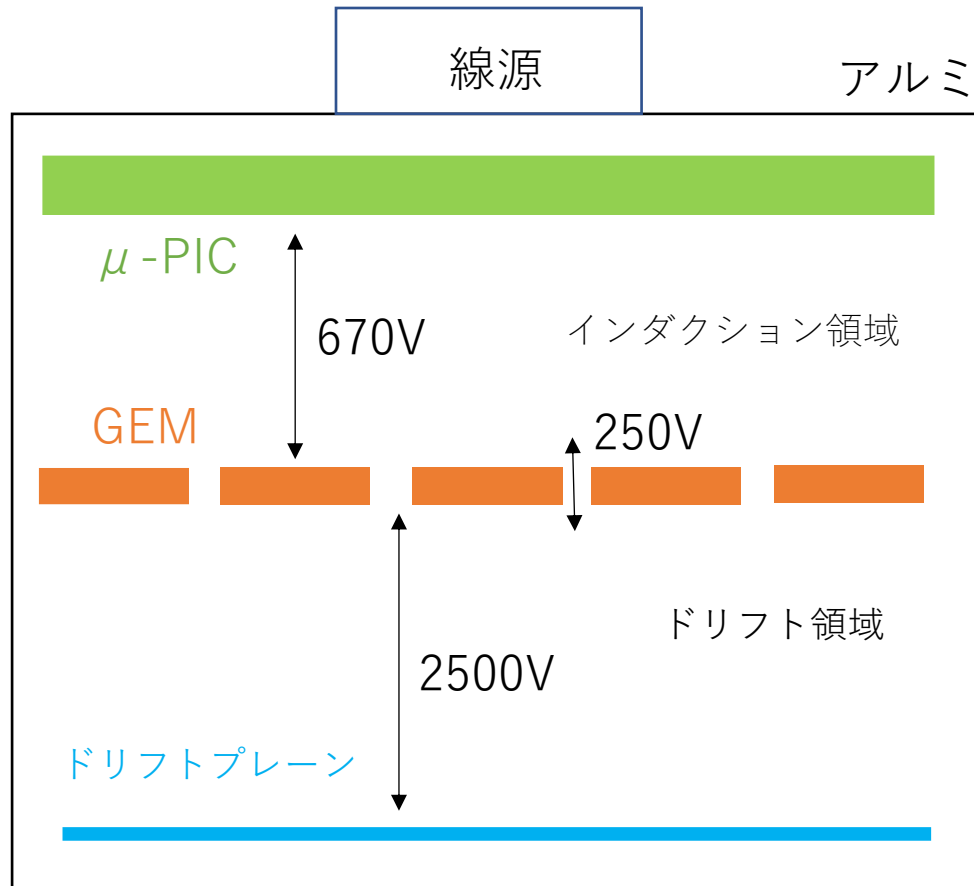 線源
アルミ
μ-PIC
670V
インダクション領域
GEM
250V
ドリフト領域
2500V
ドリフトプレーン